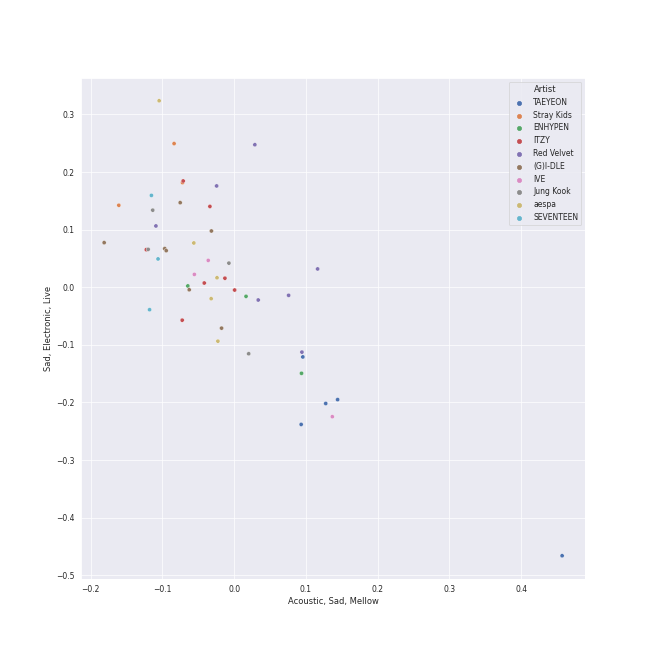 Artist
TAEYEON
Stray Kids
ENHYPEN
ITZY
Red Velvet
(G)I-DLE
IVE
Jung Kook
aespa
SEVENTEEN
0.3
0.2
0.1
0.0
−0.1
−0.2
−0.3
−0.4
−0.5
Sad, Electronic, Live
−0.2 −0.1 0.0 0.1 0.2 0.3 0.4
Acoustic, Sad, Mellow